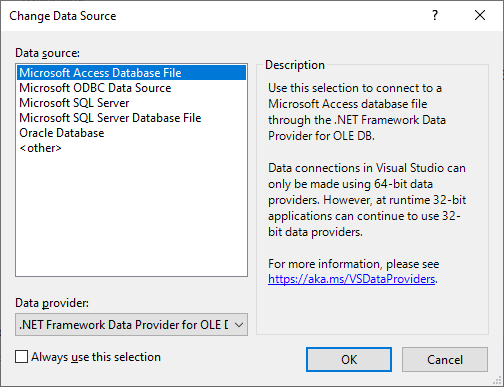 Change Data Source
?
Data source:
Microsoft Access Database File
Microsoft ODBC Data Source
Microsoft SQL Server
Microsoft SQL Server Database File
Oracle Database
<other>
Description
Use this selection to connect to a
Microsoft Access database file
through the .NET Framework Data
Provider for OLE DB.
Data connections in Visual Studio can
only be made using 64-bit data
providers. However, at runtime 32-bit
applications can continue to use 32-
bit data providers.
For more information, please see
https://aka.ms/VSDataProviders.
Data provider:
.NET Framework Data Provider for OLE
Always use this selection
OK
Cancel